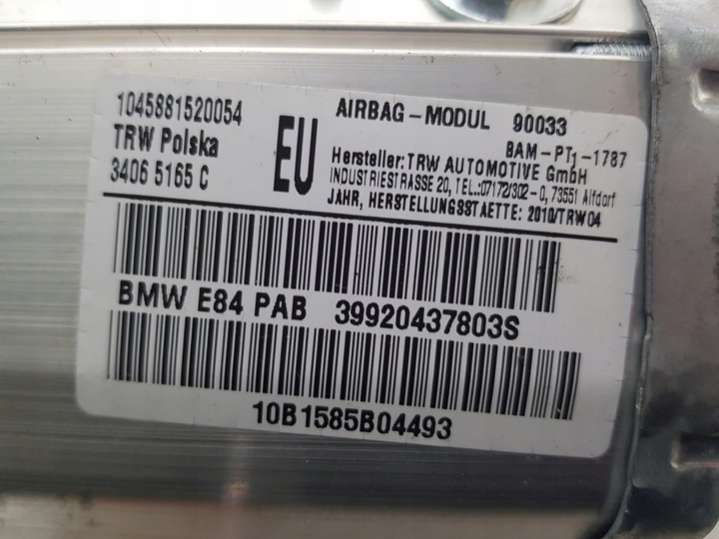 1045881520054
TRW Polska
3406 5165 C
EU
AIRBAG-MODUL 90033
BAM-PT1-1787
Hersteller: TRW AUTOMOTIVE GmbH
INDUSTRIESTRASSE 20, TEL.:07172/302-0, 73551 Alfdorf
JAHR, HERSTELLUNGSSTAETTE: 2010/TRW04
BMW E84 PAB 39920437803S
10B1585B04493